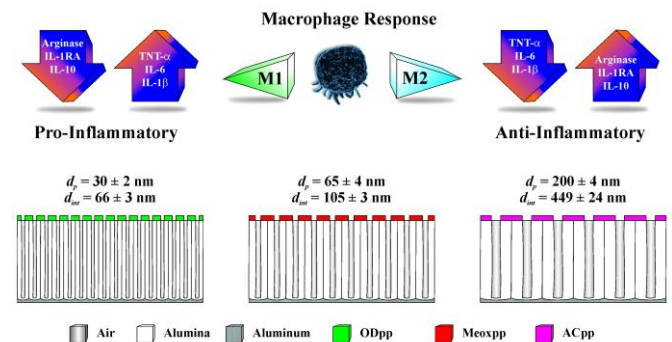 Macrophage Response
Arginase
IL-1RA
IL-10
TNT-α
IL-6
IL-1β
M1
M2
TNT-α
IL-6
IL-1β
Arginase
IL-1RA
IL-10
Pro-Inflammatory
Anti-Inflammatory
dp = 30 ± 2 nm
dint = 66 ± 3 nm
dp = 65 ± 4 nm
dint = 105 ± 3 nm
dp = 200 ± 4 nm
dint = 449 ± 24 nm
Air Alumina Aluminum ODpp Meoxpp ACpp